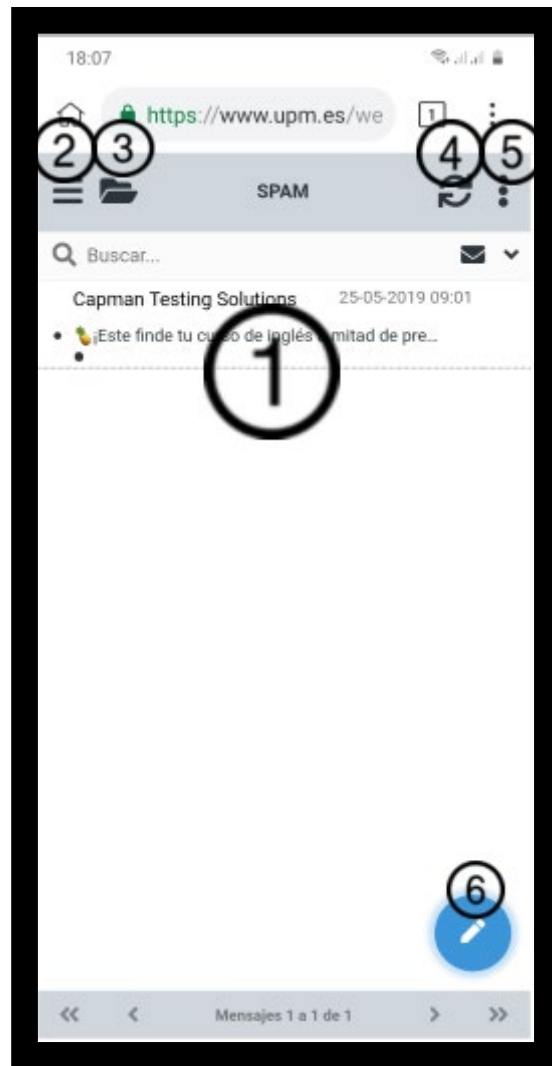 18:07
https://www.upm.es/we
1
2
3
4
5
SPAM
Buscar...
Capman Testing Solutions 25-05-2019 09:01
¡Este finde tu curso de inglés a mitad de pre...
1
6
Mensajes 1 a 1 de 1